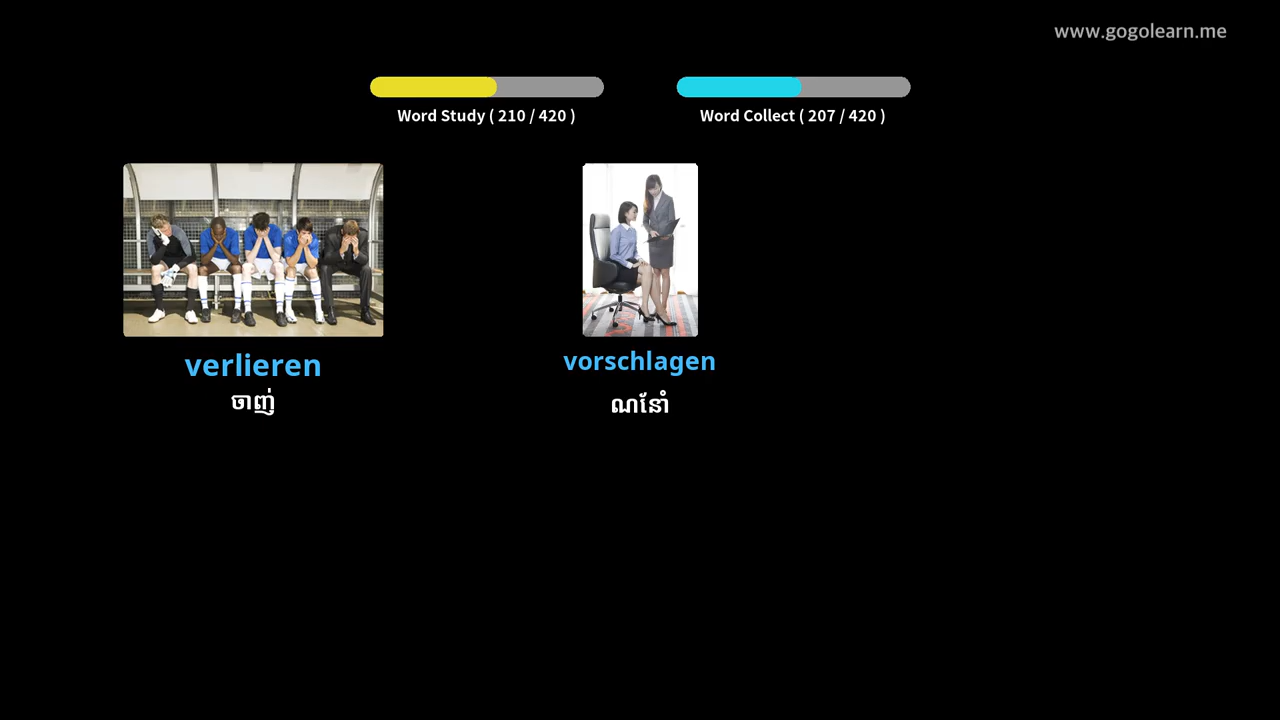 www.gogolearn.me
Word Study ( 210 / 420 )
Word Collect ( 207 / 420 )
verlieren
ចាញ់
vorschlagen
ណែនាំ